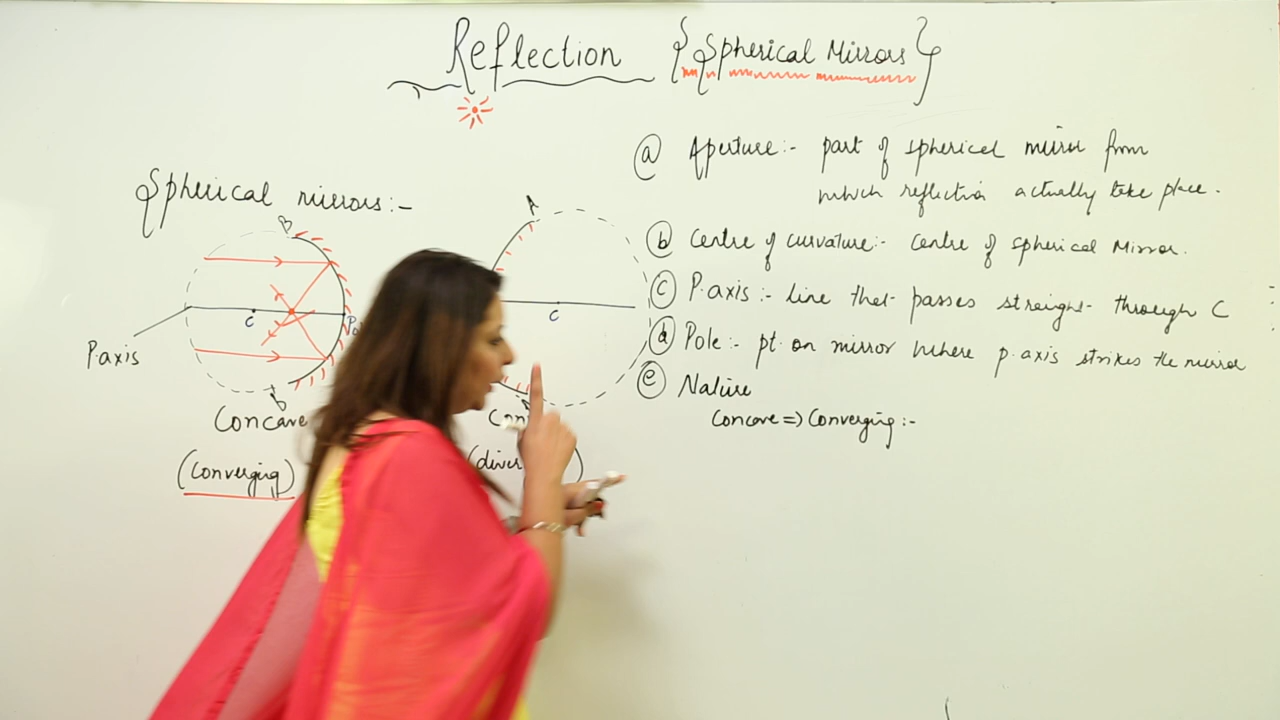 Reflection {Spherical Mirrors}
Spherical mirrors:-
B
C
P
P.axis
Concave
(Converging)
A
C
Con
(diver )
(a) Aperture:- part of spherical mirror from
which reflection actually take place.
(b) Centre of curvature:- Centre of spherical Mirror.
(c) P.axis:- line that passes straight through C
(d) Pole:- pt. on mirror where p.axis strikes the mirror
(e) Nature
Concave => Converging:-